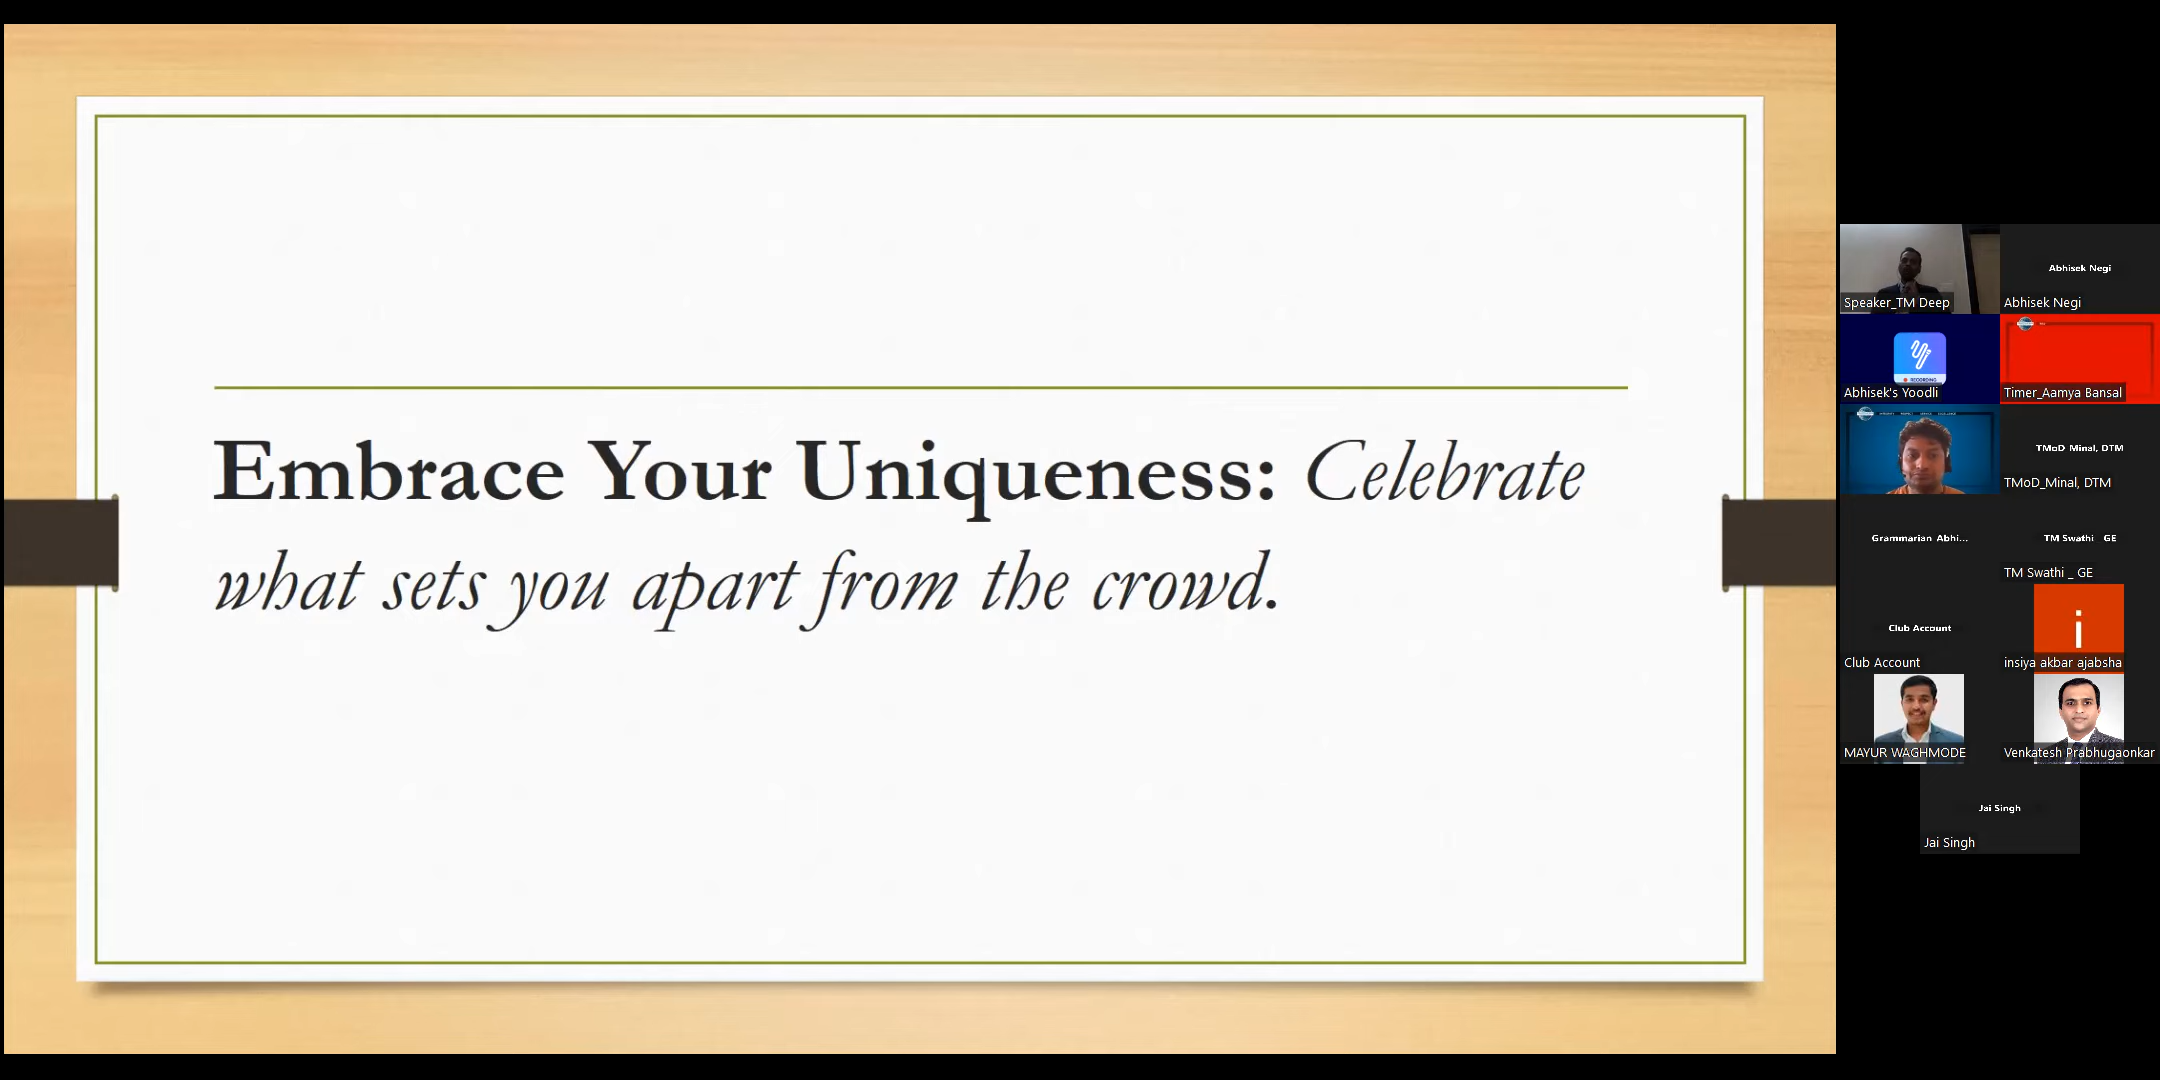 Embrace Your Uniqueness: Celebrate
what sets you apart from the crowd.
Speaker_TM Deep
Abhisek Negi
Abhisek Negi
RECORDING
Abhisek's Yoodli
Timer_Aamya Bansal
TMoD_Minal, DTM
TMoD_Minal, DTM
Grammarian Abhi...
TM Swathi _ GE
TM Swathi _ GE
Club Account
Club Account
i
insiya akbar ajabsha
MAYUR WAGHMODE
Venkatesh Prabhugaonkar
Jai Singh
Jai Singh